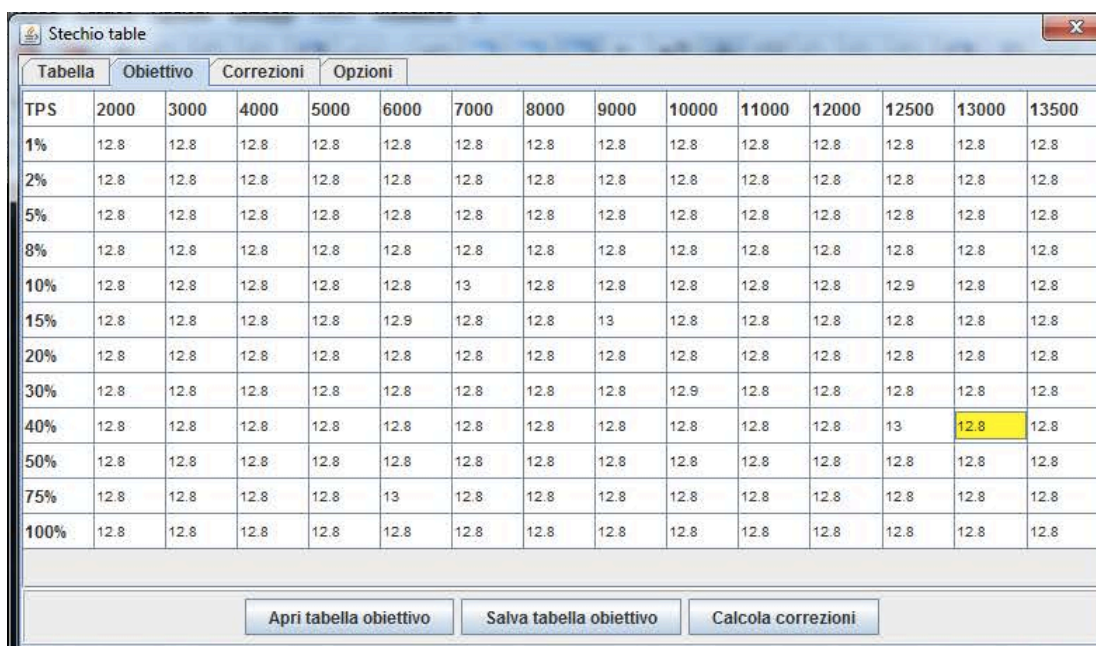 Stechio table
Tabella Obiettivo Correzioni Opzioni
TPS 2000 3000 4000 5000 6000 7000 8000 9000 10000 11000 12000 12500 13000 13500
1% 12.8 12.8 12.8 12.8 12.8 12.8 12.8 12.8 12.8 12.8 12.8 12.8 12.8 12.8
2% 12.8 12.8 12.8 12.8 12.8 12.8 12.8 12.8 12.8 12.8 12.8 12.8 12.8 12.8
5% 12.8 12.8 12.8 12.8 12.8 12.8 12.8 12.8 12.8 12.8 12.8 12.8 12.8 12.8
8% 12.8 12.8 12.8 12.8 12.8 12.8 12.8 12.8 12.8 12.8 12.8 12.8 12.8 12.8
10% 12.8 12.8 12.8 12.8 12.8 13 12.8 12.8 12.8 12.8 12.8 12.9 12.8 12.8
15% 12.8 12.8 12.8 12.8 12.9 12.8 12.8 13 12.8 12.8 12.8 12.8 12.8 12.8
20% 12.8 12.8 12.8 12.8 12.8 12.8 12.8 12.8 12.8 12.8 12.8 12.8 12.8 12.8
30% 12.8 12.8 12.8 12.8 12.8 12.8 12.8 12.8 12.9 12.8 12.8 12.8 12.8 12.8
40% 12.8 12.8 12.8 12.8 12.8 12.8 12.8 12.8 12.8 12.8 12.8 13 12.8 12.8
50% 12.8 12.8 12.8 12.8 12.8 12.8 12.8 12.8 12.8 12.8 12.8 12.8 12.8 12.8
75% 12.8 12.8 12.8 12.8 13 12.8 12.8 12.8 12.8 12.8 12.8 12.8 12.8 12.8
100% 12.8 12.8 12.8 12.8 12.8 12.8 12.8 12.8 12.8 12.8 12.8 12.8 12.8 12.8
Apri tabella obiettivo Salva tabella obiettivo Calcola correzioni